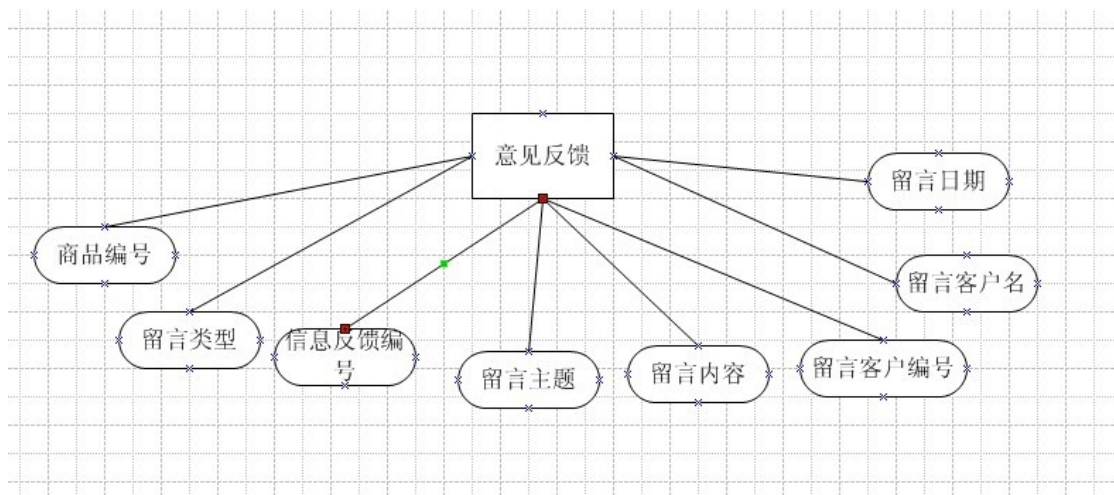 意见反馈
留言日期
商品编号
留言客户名
留言类型
信息反馈编
号
留言主题
留言内容
留言客户编号